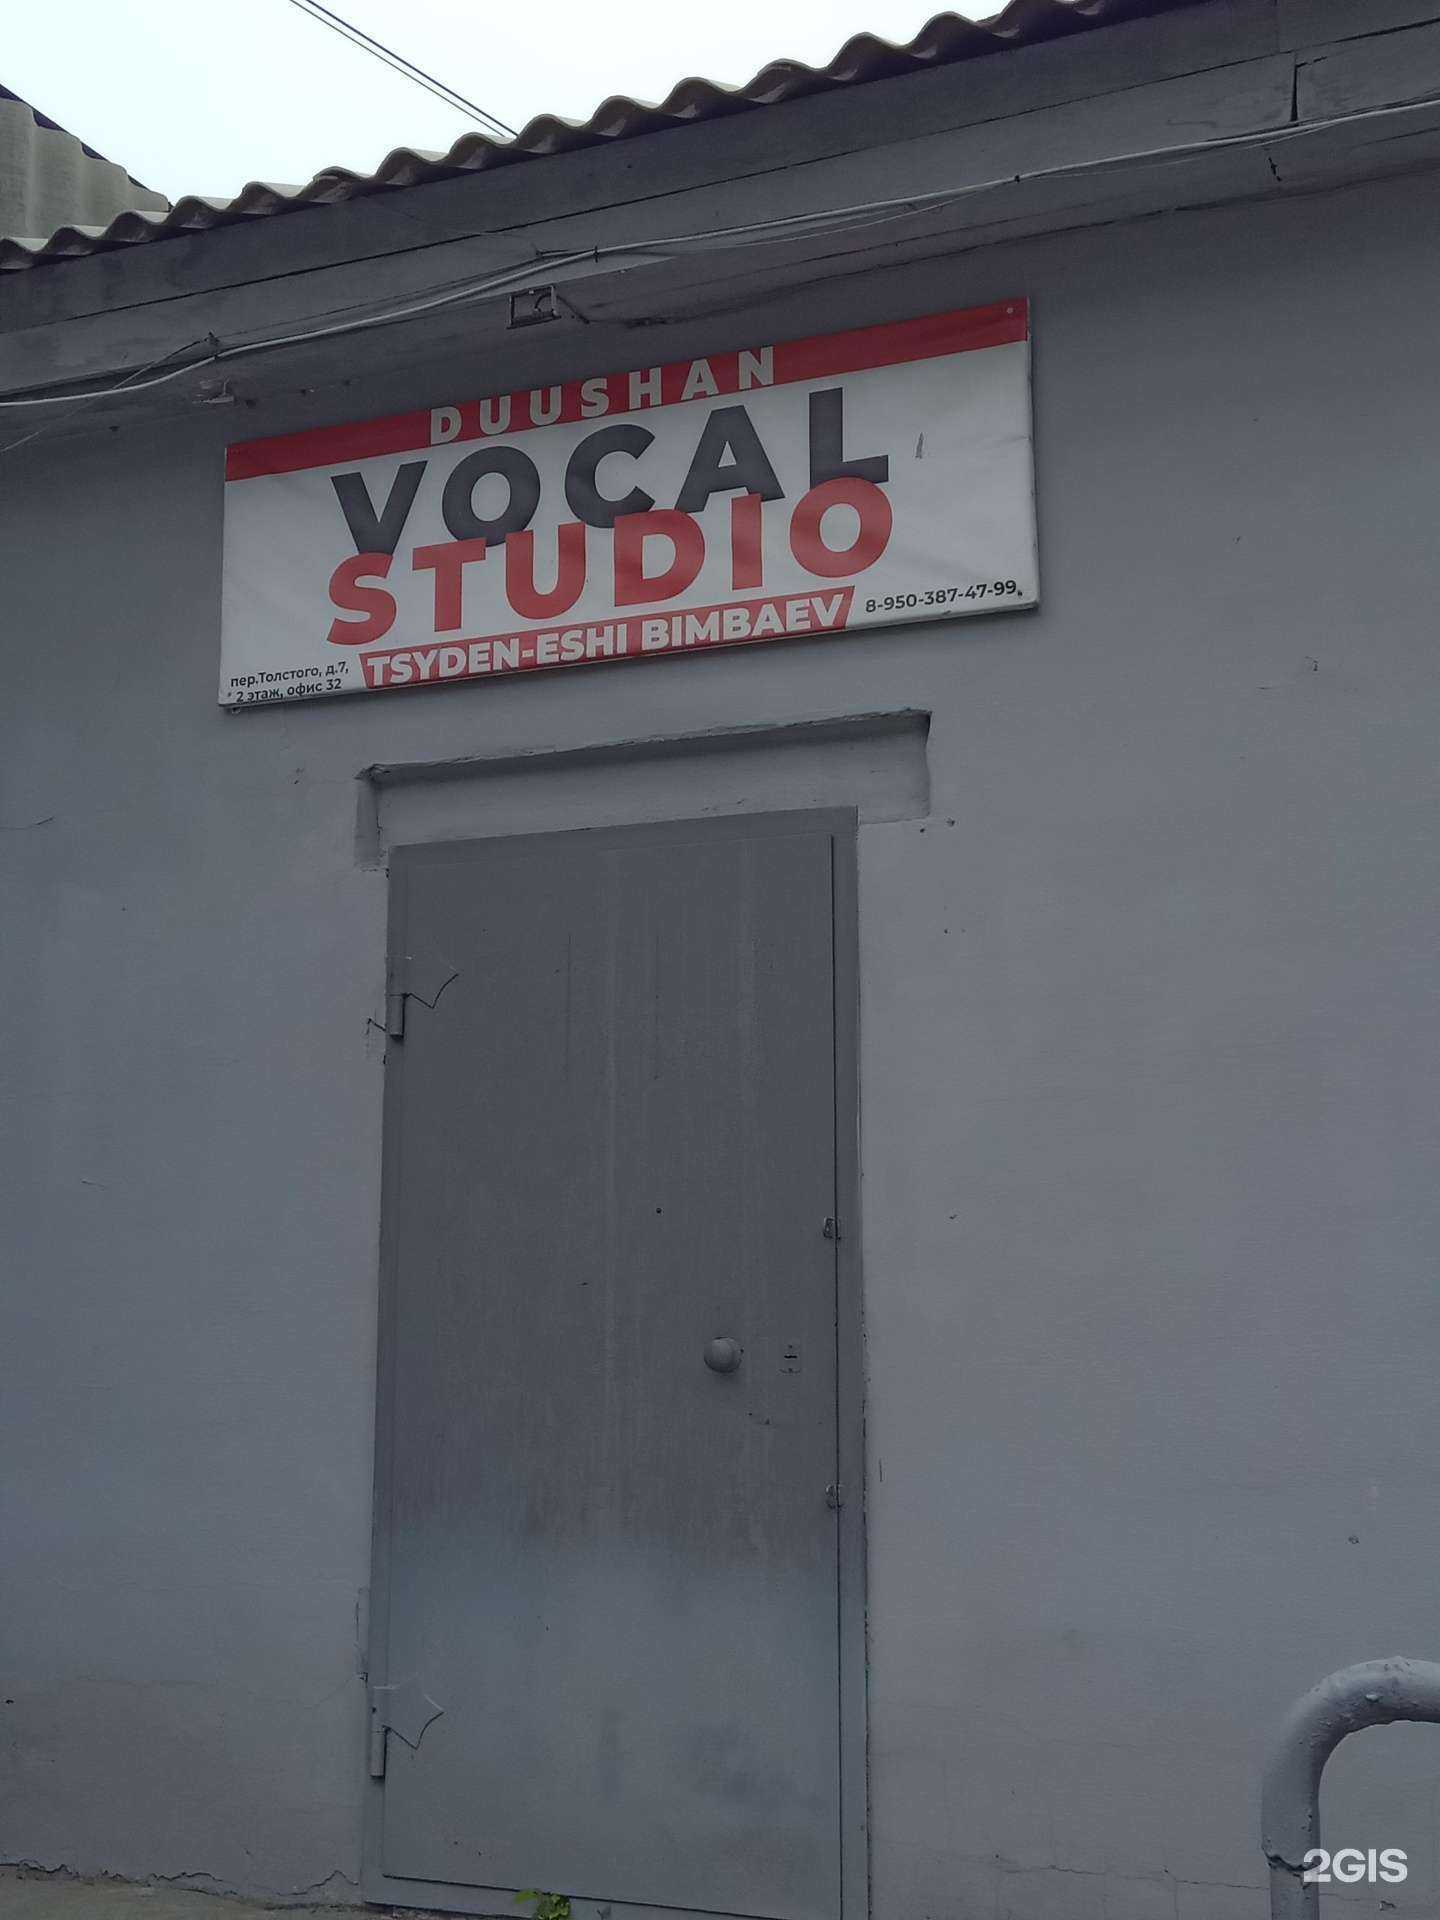 DUUSHAN
VOCAL
STUDIO
TSYDEN-ESHI BIMBAEV
8-950-387-47-99
пер.Толстого, д.7,
2 этаж, офис 32
2GIS